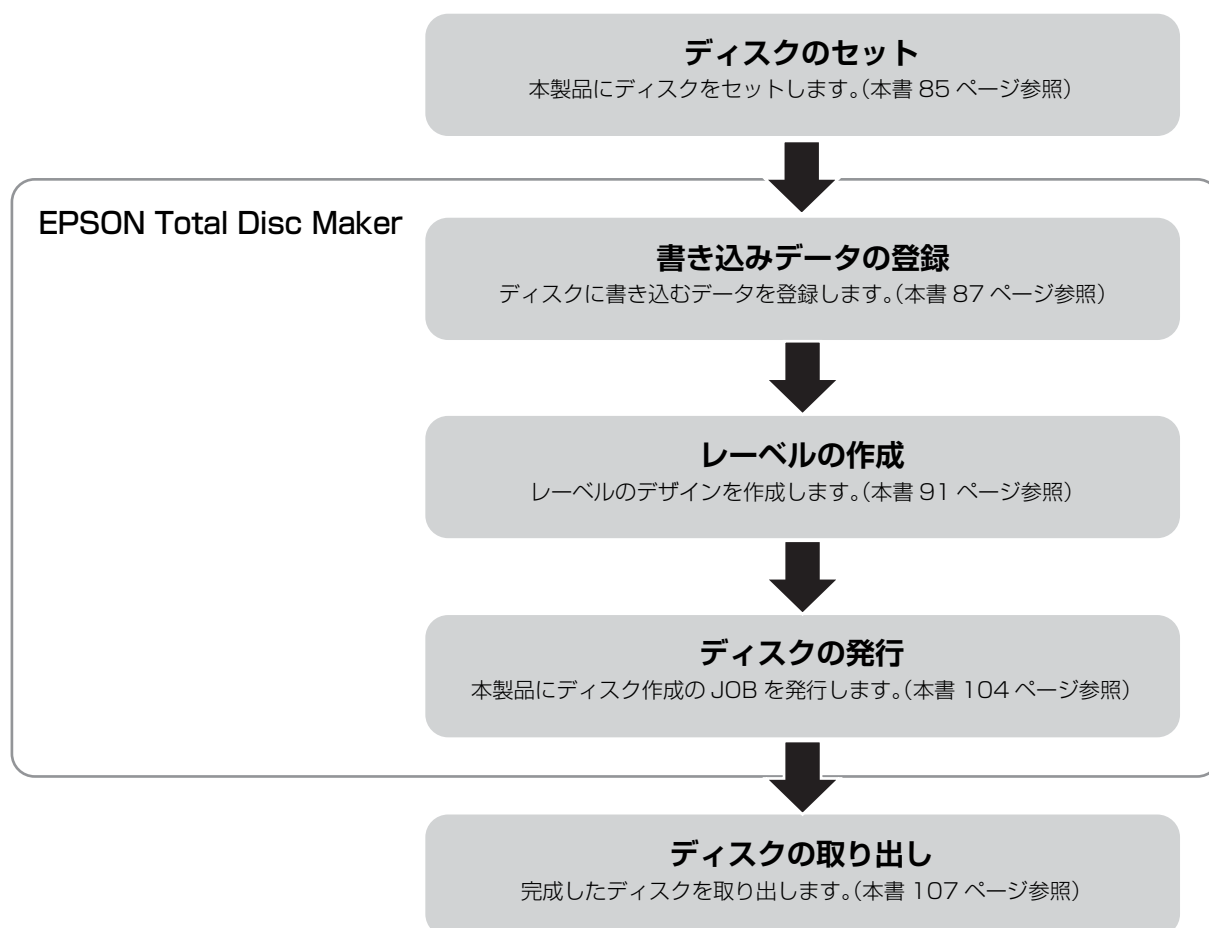 ディスクのセット
本製品にディスクをセットします。(本書 85 ページ参照)
EPSON Total Disc Maker
書き込みデータの登録
ディスクに書き込むデータを登録します。(本書 87 ページ参照)
レーベルの作成
レーベルのデザインを作成します。(本書 91 ページ参照)
ディスクの発行
本製品にディスク作成の JOB を発行します。(本書 104 ページ参照)
ディスクの取り出し
完成したディスクを取り出します。(本書 107 ページ参照)